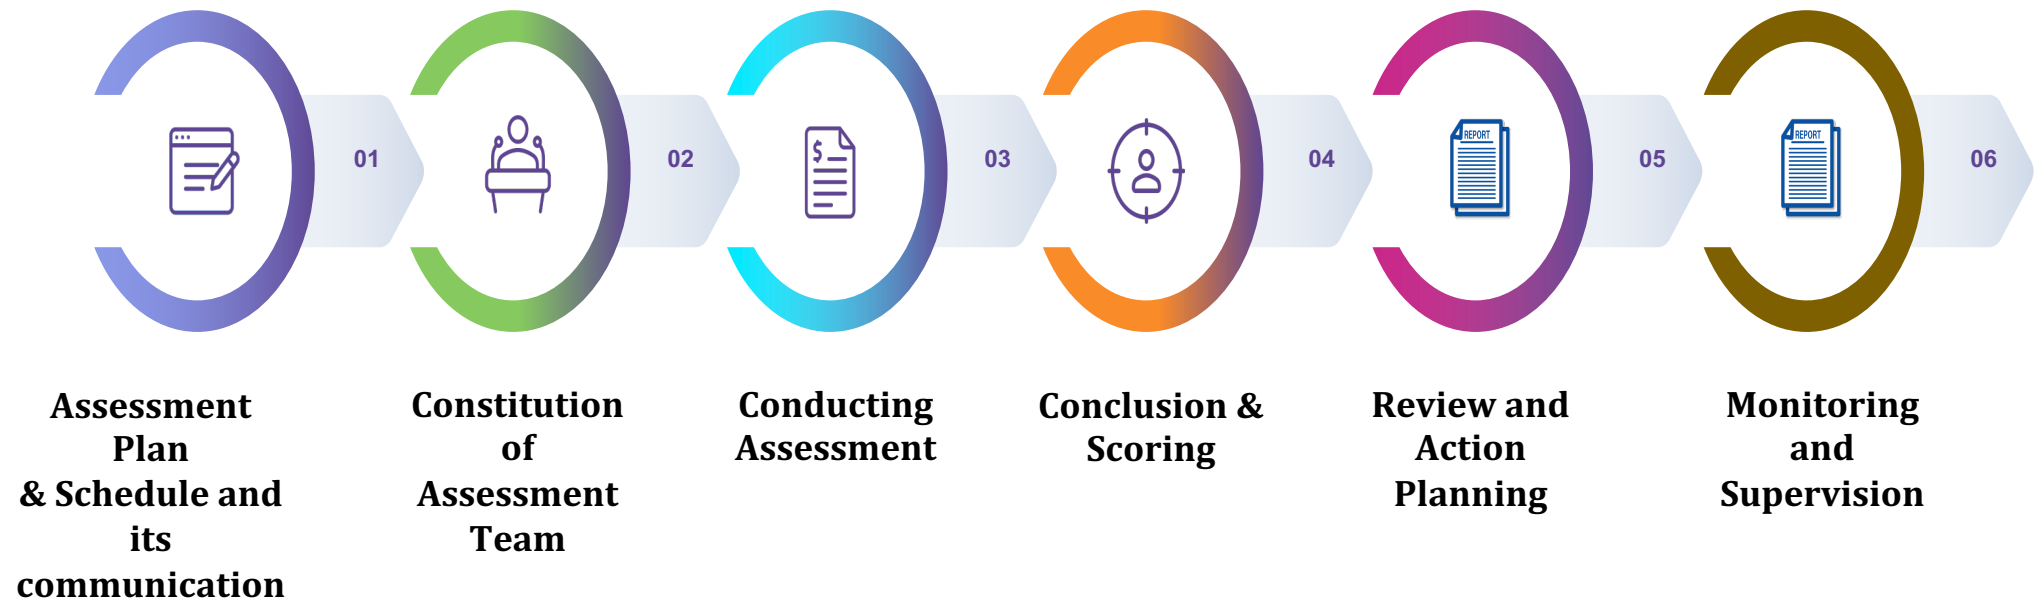 01
02
03
04
05
06
$
REPORT
REPORT
Assessment
Plan
& Schedule and
its
communication
Constitution
of
Assessment
Team
Conducting
Assessment
Conclusion &
Scoring
Review and
Action
Planning
Monitoring
and
Supervision